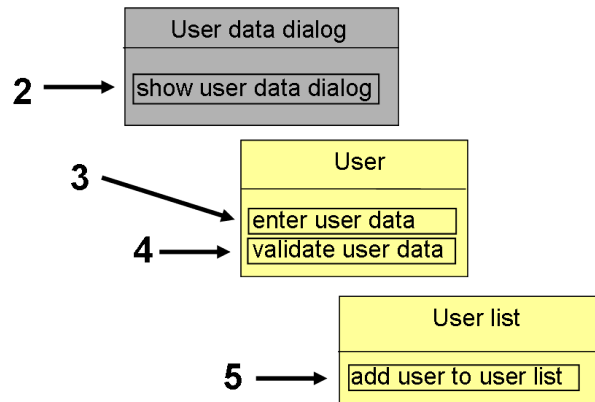 User data dialog
2
show user data dialog
User
3
enter user data
4
validate user data
User list
5
add user to user list